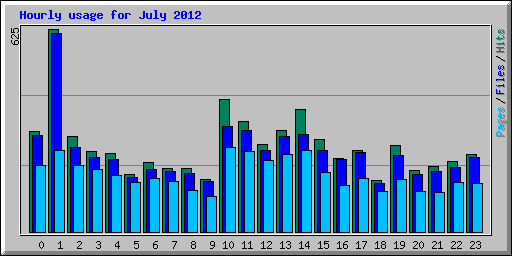 Hourly usage for July 2012
625
Pages/Files/Hits
0 1 2 3 4 5 6 7 8 9 10 11 12 13 14 15 16 17 18 19 20 21 22 23